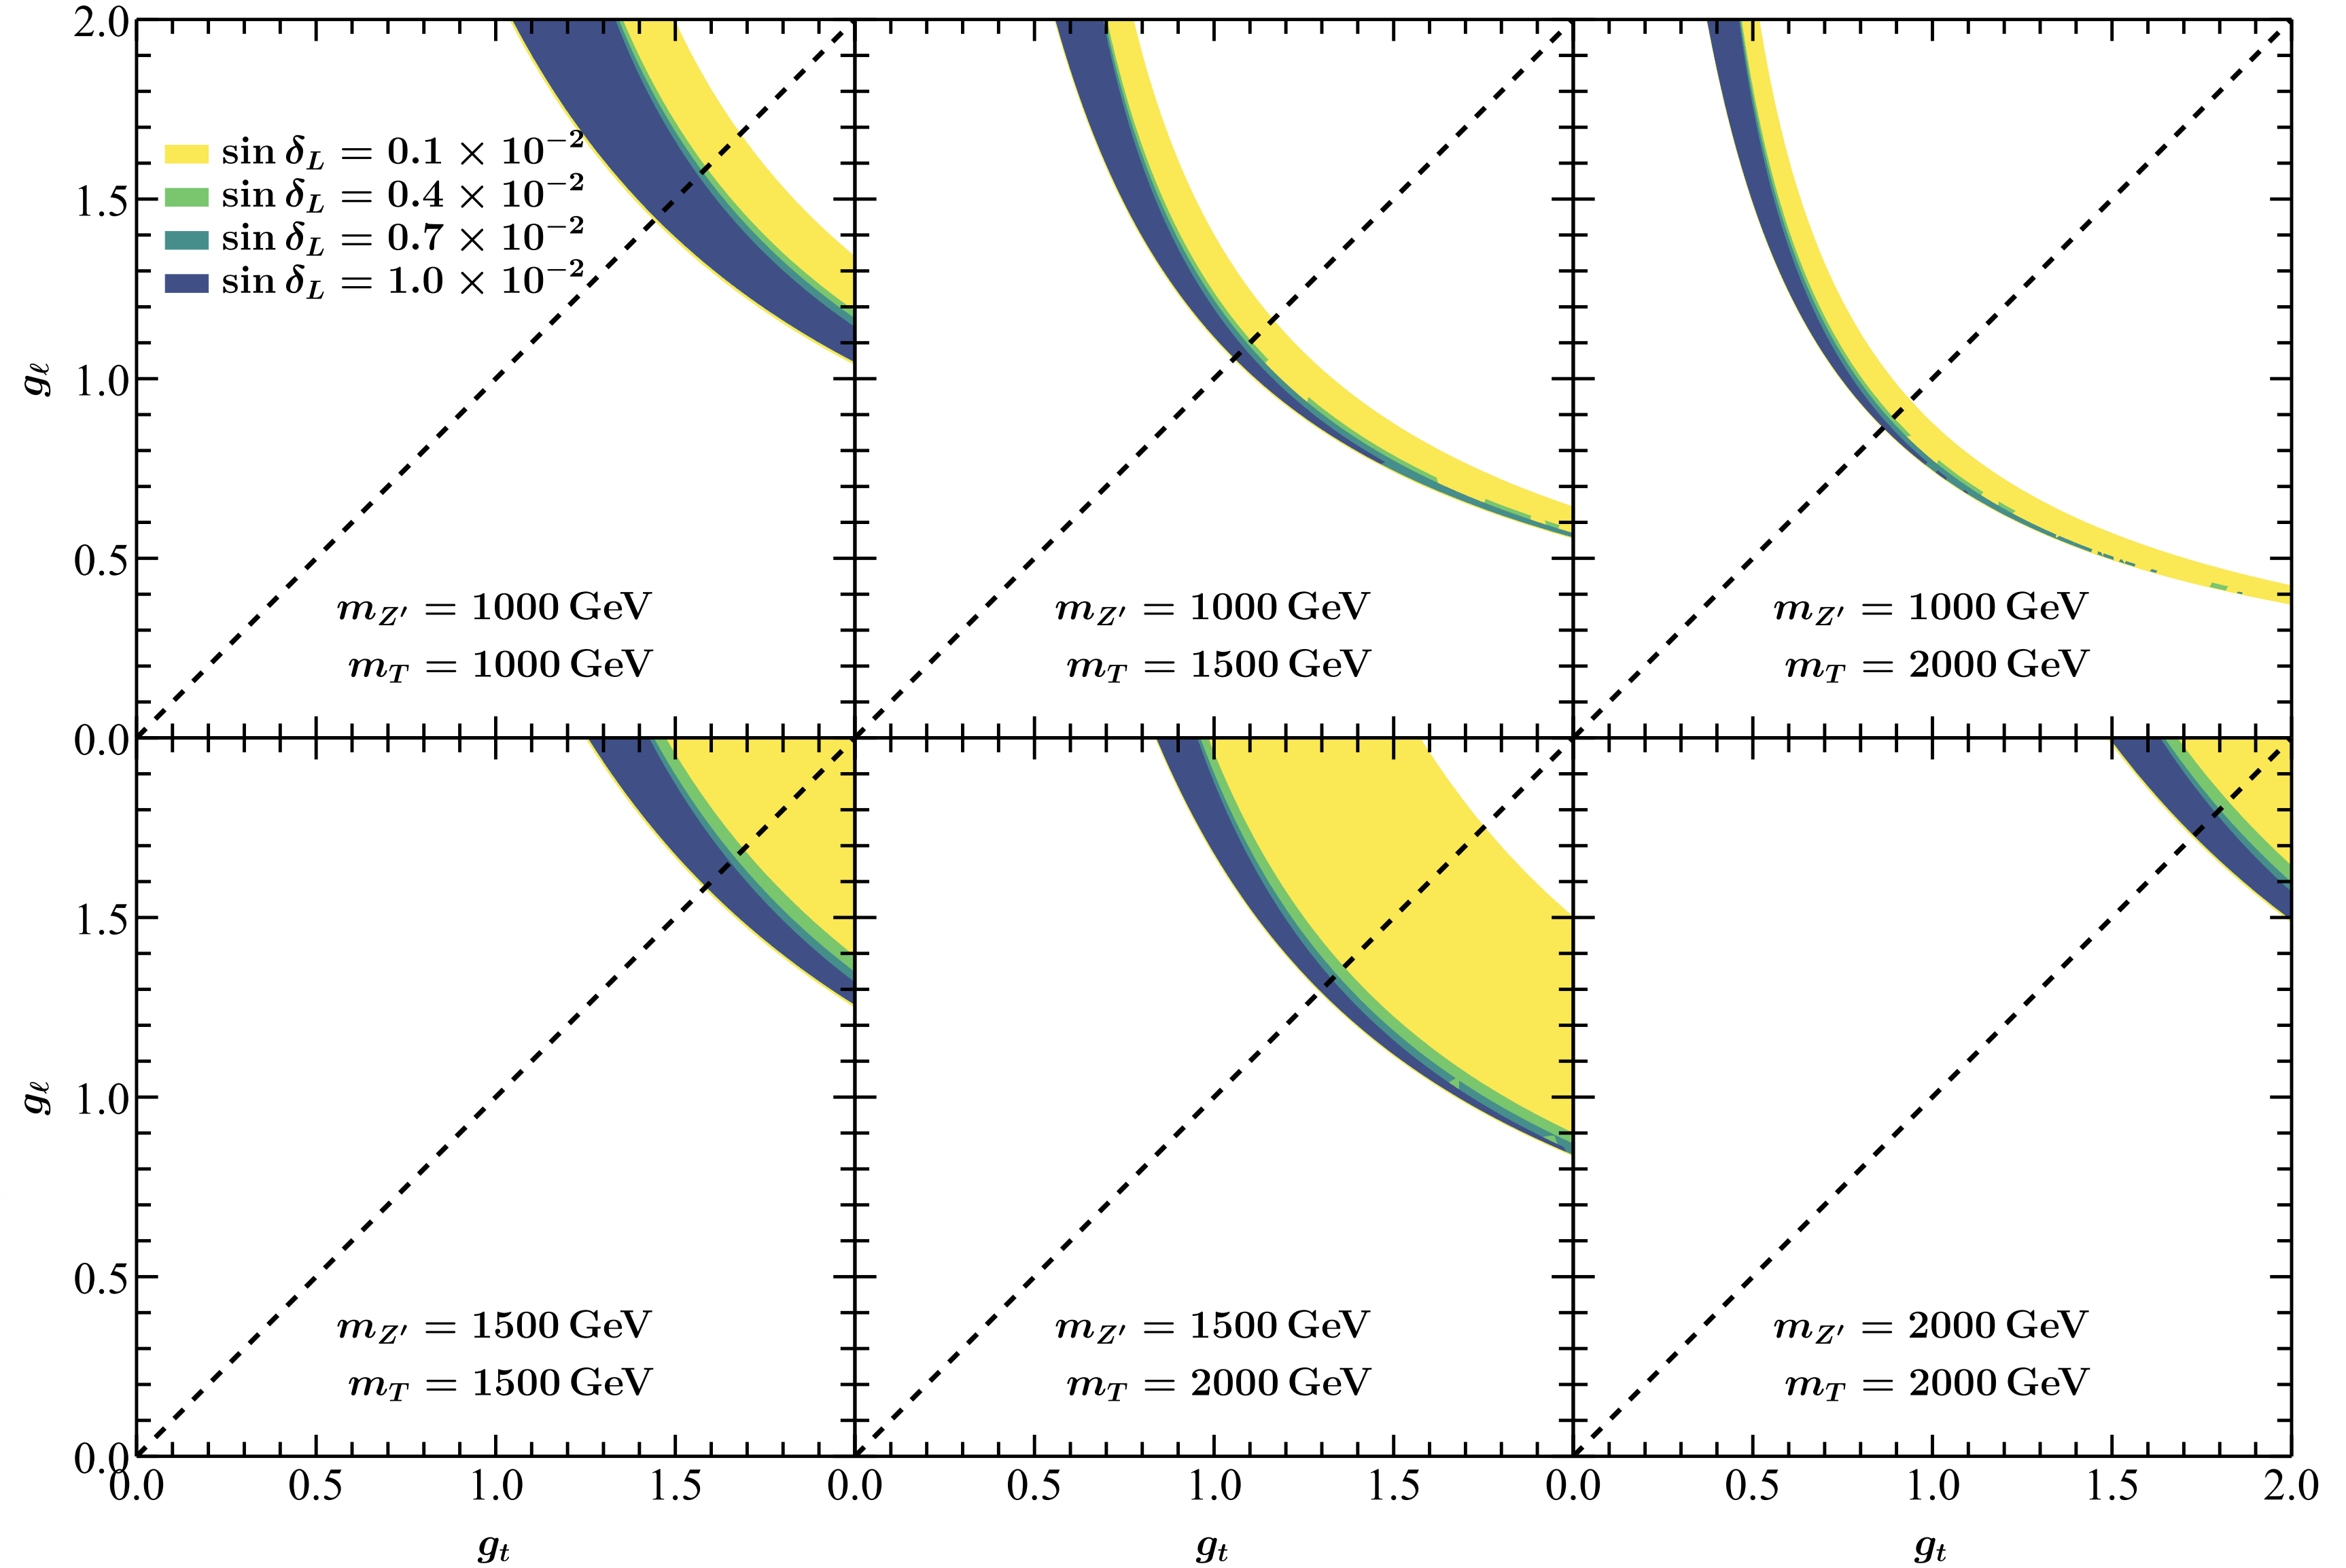 2.0
1.5
1.0
0.5
0.0
g_ℓ
sin δ_L = 0.1 × 10⁻²
sin δ_L = 0.4 × 10⁻²
sin δ_L = 0.7 × 10⁻²
sin δ_L = 1.0 × 10⁻²
m_Z′ = 1000 GeV
m_T = 1000 GeV
m_Z′ = 1000 GeV
m_T = 1500 GeV
m_Z′ = 1000 GeV
m_T = 2000 GeV
1.5
1.0
0.5
0.0
g_ℓ
m_Z′ = 1500 GeV
m_T = 1500 GeV
m_Z′ = 1500 GeV
m_T = 2000 GeV
m_Z′ = 2000 GeV
m_T = 2000 GeV
0.0 0.5 1.0 1.5 0.0 0.5 1.0 1.5 0.0 0.5 1.0 1.5 2.0
g_t g_t g_t